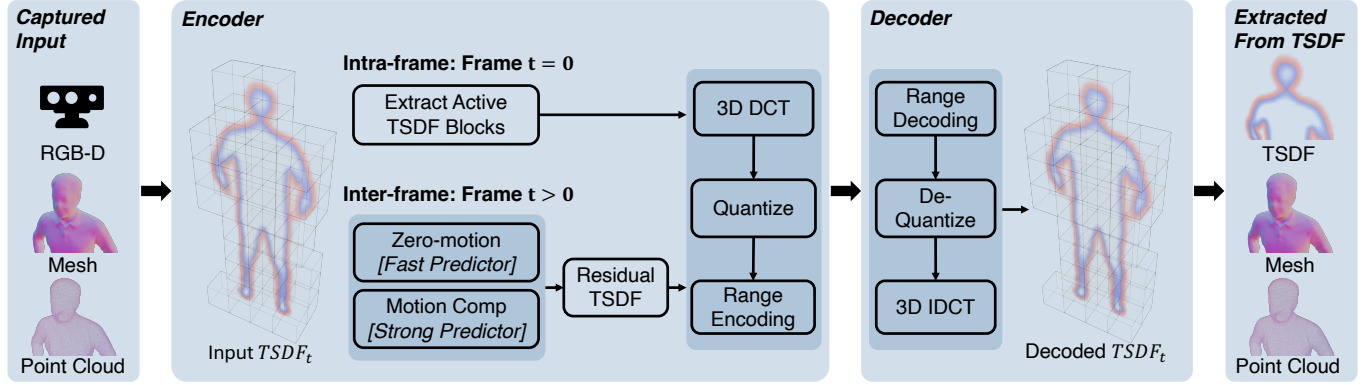 Captured
Input
RGB-D
Mesh
Point Cloud
Encoder
Input TSDF_t
Intra-frame: Frame t = 0
Extract Active
TSDF Blocks
Inter-frame: Frame t > 0
Zero-motion
[Fast Predictor]
Motion Comp
[Strong Predictor]
Residual
TSDF
3D DCT
Quantize
Range
Encoding
Decoder
Range
Decoding
De-
Quantize
3D IDCT
Decoded TSDF_t
Extracted
From TSDF
TSDF
Mesh
Point Cloud